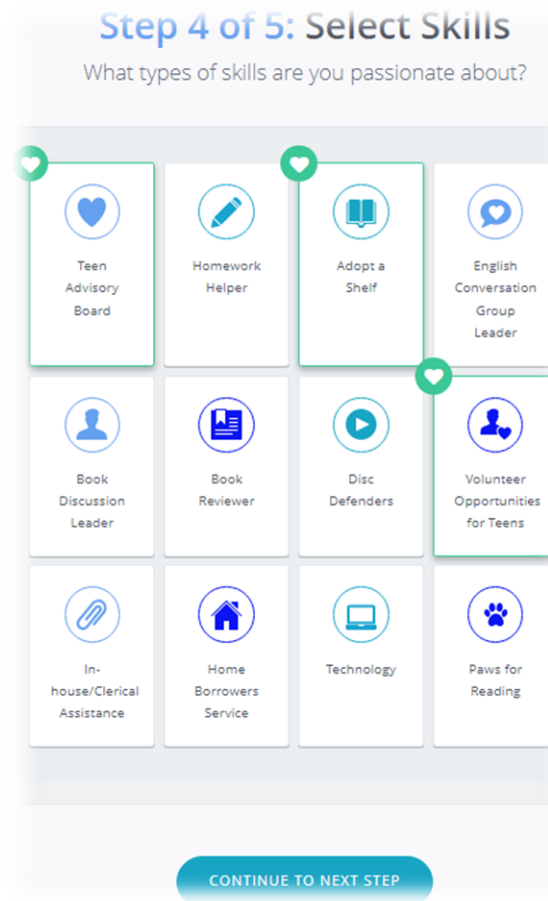 Step 4 of 5: Select Skills
What types of skills are you passionate about?
Teen
Advisory
Board
Homework
Helper
Adopt a
Shelf
English
Conversation
Group
Leader
Book
Discussion
Leader
Book
Reviewer
Disc
Defenders
Volunteer
Opportunities
for Teens
In-
house/Clerical
Assistance
Home
Borrowers
Service
Technology
Paws for
Reading
CONTINUE TO NEXT STEP